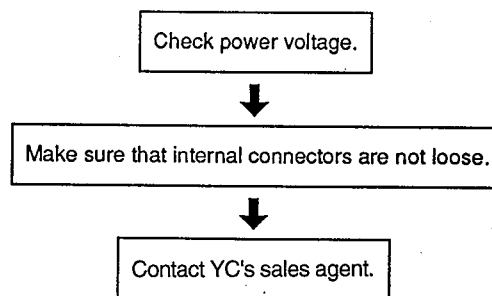 Check power voltage.
Make sure that internal connectors are not loose.
Contact YC's sales agent.